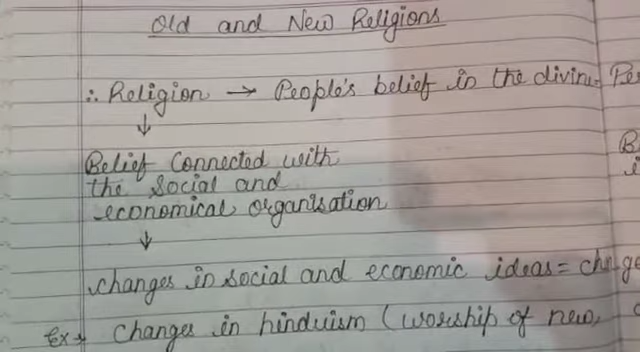 Old and New Religions
∴ Religion → People's belief in the divine
↓
Belief Connected with
the social and
economical organisation
↓
changes in social and economic ideas =
Ex → Changes in hinduism (worship of new